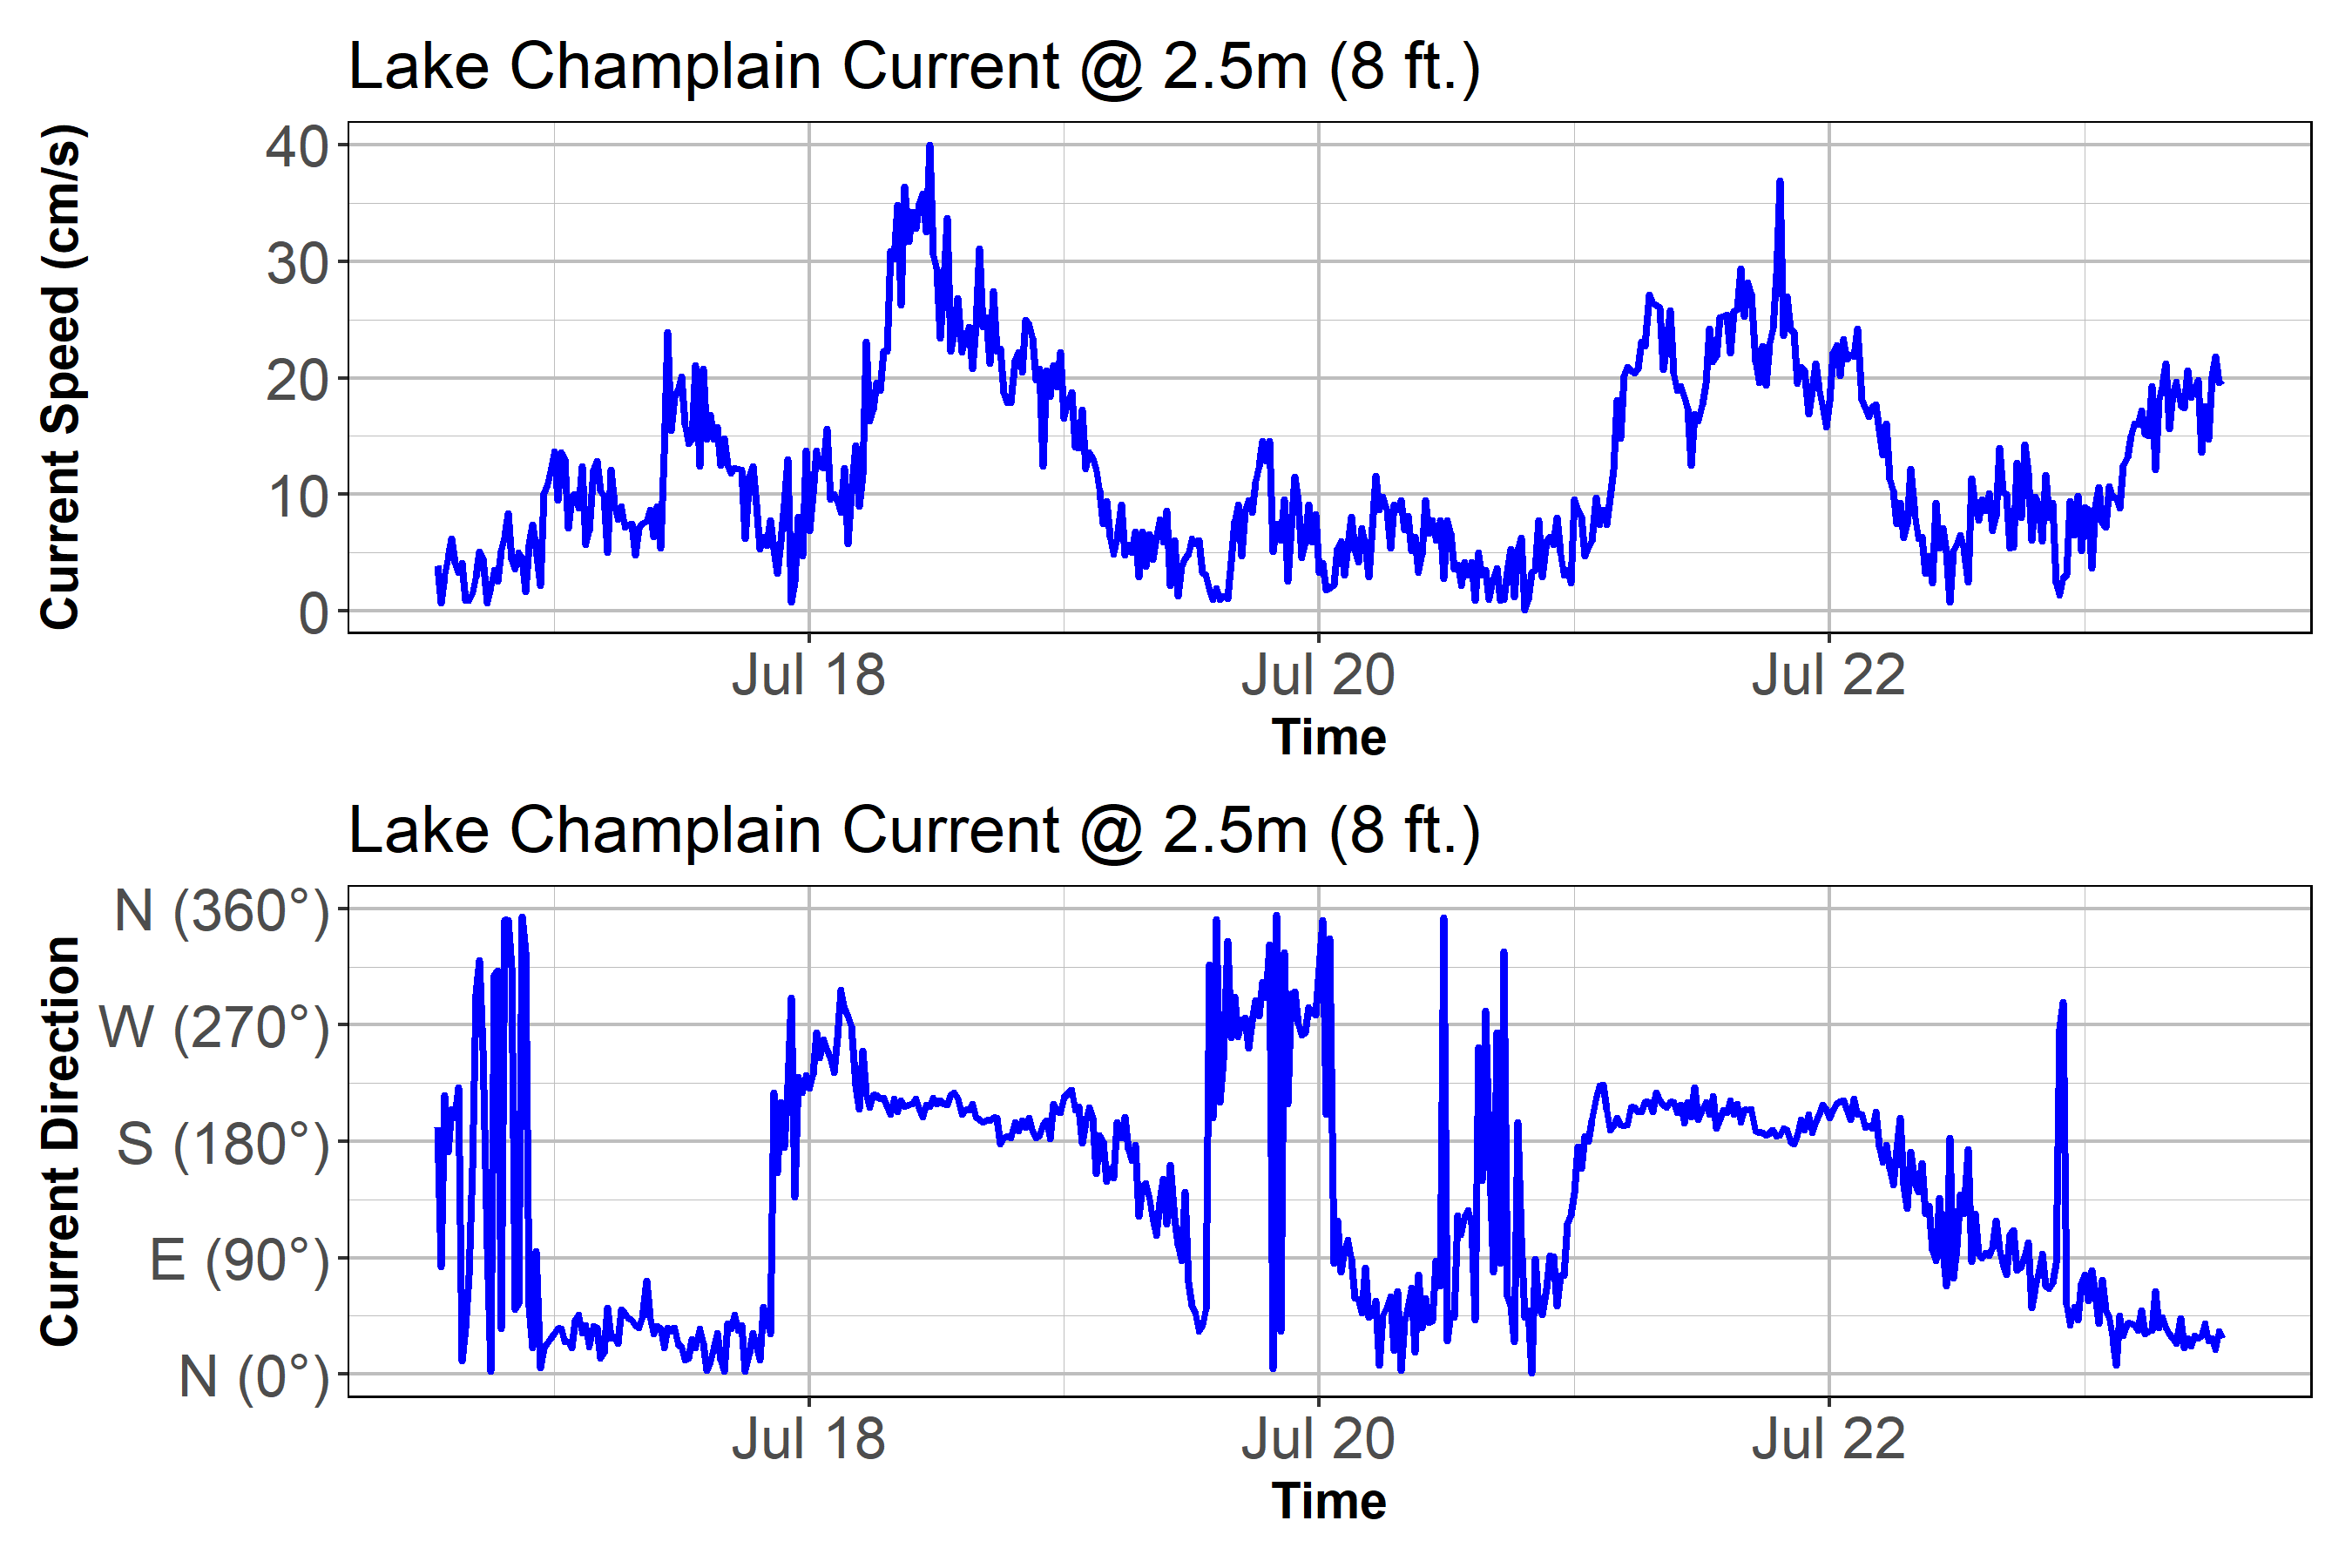 Lake Champlain Current @ 2.5m (8 ft.)
Current Speed (cm/s)
40
30
20
10
0
Jul 18 Jul 20 Jul 22
Time
Lake Champlain Current @ 2.5m (8 ft.)
Current Direction
N (360°)
W (270°)
S (180°)
E (90°)
N (0°)
Jul 18 Jul 20 Jul 22
Time